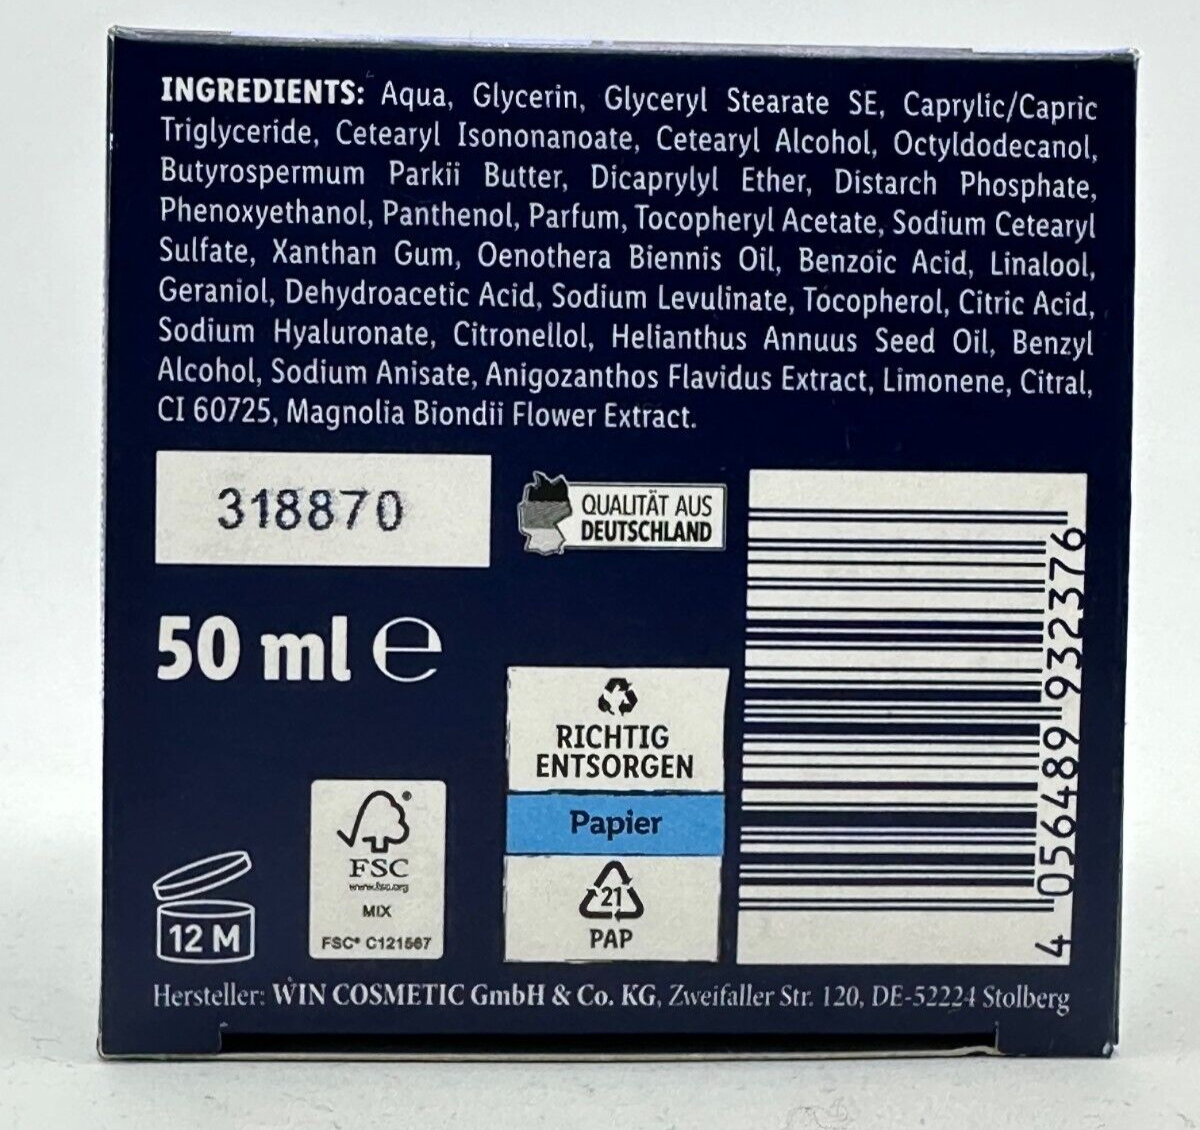 INGREDIENTS: Aqua, Glycerin, Glyceryl Stearate SE, Caprylic/Capric
Triglyceride, Cetearyl Isononanoate, Cetearyl Alcohol, Octyldodecanol,
Butyrospermum Parkii Butter, Dicaprylyl Ether, Distarch Phosphate,
Phenoxyethanol, Panthenol, Parfum, Tocopheryl Acetate, Sodium Cetearyl
Sulfate, Xanthan Gum, Oenothera Biennis Oil, Benzoic Acid, Linalool,
Geraniol, Dehydroacetic Acid, Sodium Levulinate, Tocopherol, Citric Acid,
Sodium Hyaluronate, Citronellol, Helianthus Annuus Seed Oil, Benzyl
Alcohol, Sodium Anisate, Anigozanthos Flavidus Extract, Limonene, Citral,
CI 60725, Magnolia Biondii Flower Extract.
318870
QUALITÄT AUS
DEUTSCHLAND
50 ml e
RICHTIG
ENTSORGEN
Papier
21
PAP
FSC
www.fsc.org
MIX
FSC® C121567
12 M
4 056489 932376
Hersteller: WIN COSMETIC GmbH & Co. KG, Zweifaller Str. 120, DE-52224 Stolberg